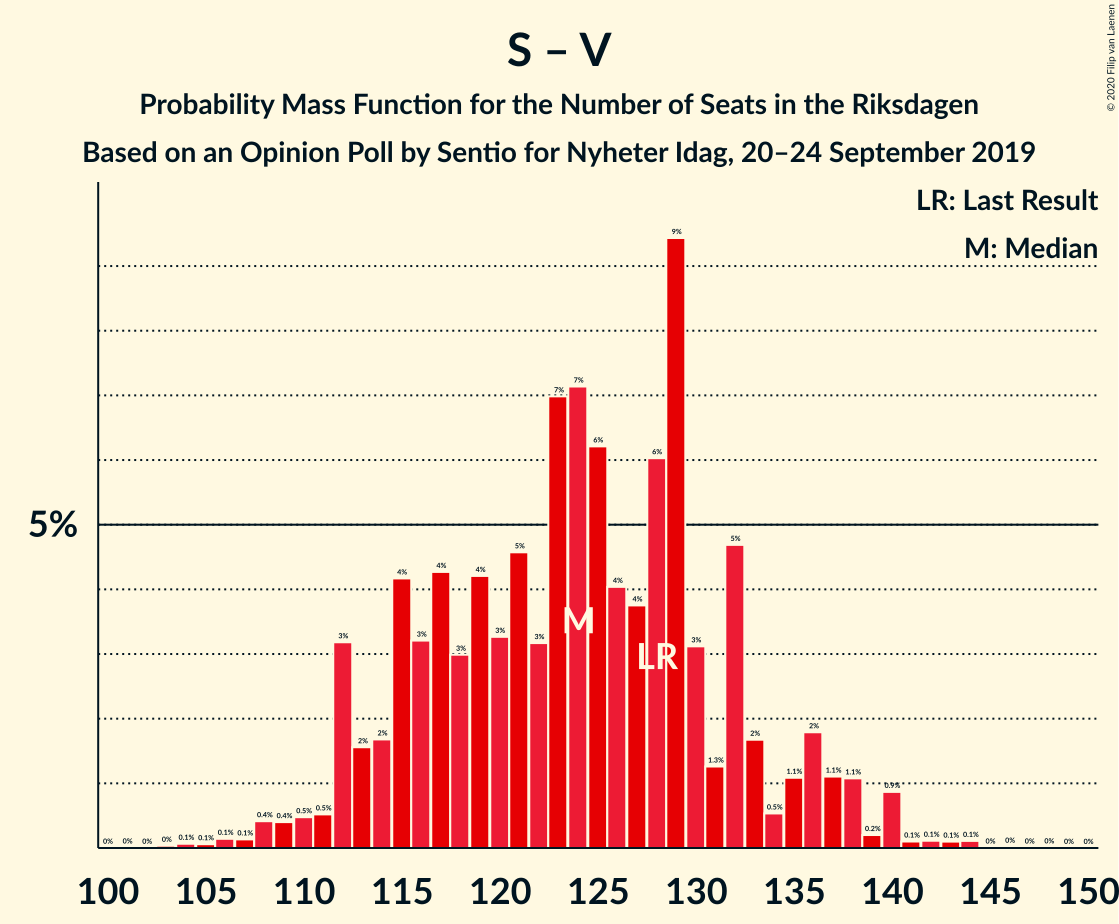 S – V
Probability Mass Function for the Number of Seats in the Riksdagen
Based on an Opinion Poll by Sentio for Nyheter Idag, 20–24 September 2019
© 2020 Filip van Laenen
LR: Last Result
M: Median
5%
0% 0% 0% 0% 0.1% 0.1% 0.1% 0.1% 0.4% 0.4% 0.5% 0.5% 3% 2% 2% 4% 3% 4% 3% 4% 3% 5% 3% 7% 7% 6% 4% 4% 6% 9% 3% 1.3% 5% 2% 0.5% 1.1% 2% 1.1% 1.1% 0.2% 0.9% 0.1% 0.1% 0.1% 0.1% 0% 0% 0% 0% 0% 0%
M
LR
100 105 110 115 120 125 130 135 140 145 150